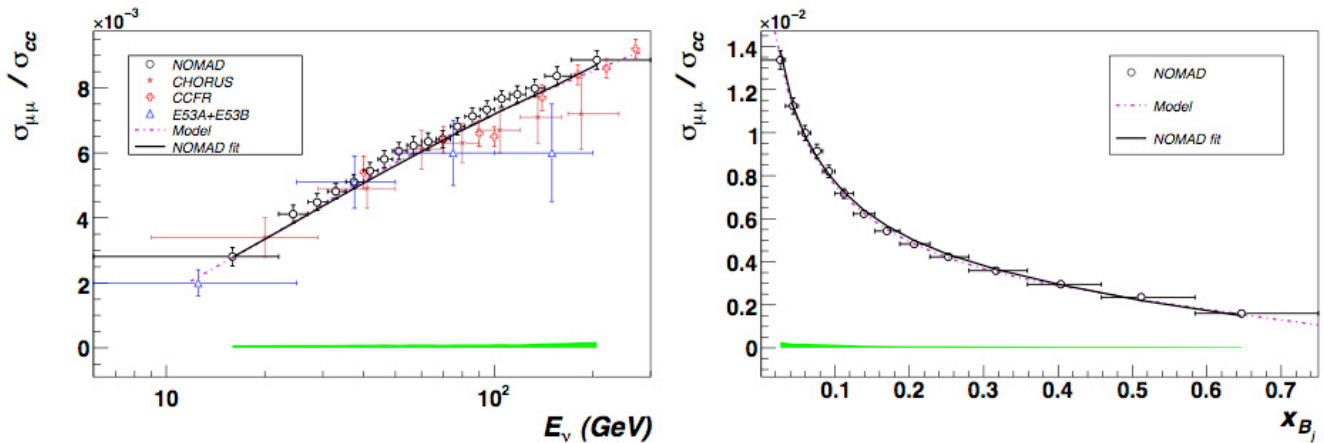 ×10⁻³
σμμ / σcc
8
6
4
2
0
NOMAD
CHORUS
CCFR
E53A+E53B
Model
NOMAD fit
10
10²
Eν (GeV)
×10⁻²
σμμ / σcc
1.4
1.2
1
0.8
0.6
0.4
0.2
0
NOMAD
Model
NOMAD fit
0.1 0.2 0.3 0.4 0.5 0.6 0.7
xBj